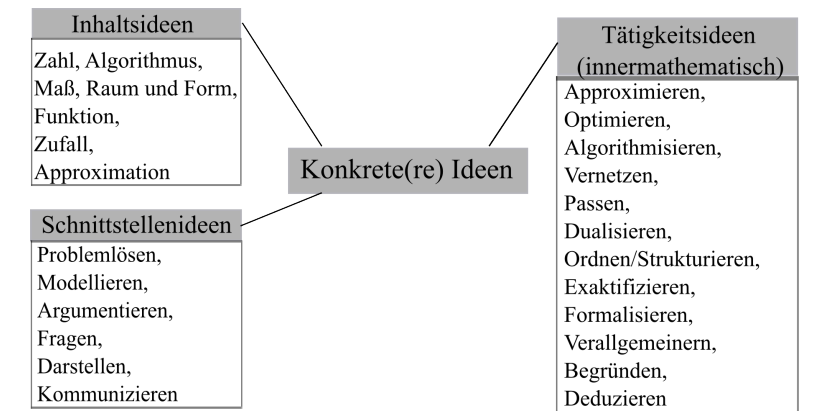 Inhaltsideen
Zahl, Algorithmus,
Maß, Raum und Form,
Funktion,
Zufall,
Approximation
Schnittstellenideen
Problemlösen,
Modellieren,
Argumentieren,
Fragen,
Darstellen,
Kommunizieren
Konkrete(re) Ideen
Tätigkeitsideen
(innermathematisch)
Approximieren,
Optimieren,
Algorithmisieren,
Vernetzen,
Passen,
Dualisieren,
Ordnen/Strukturieren,
Exaktifizieren,
Formalisieren,
Verallgemeinern,
Begründen,
Deduzieren